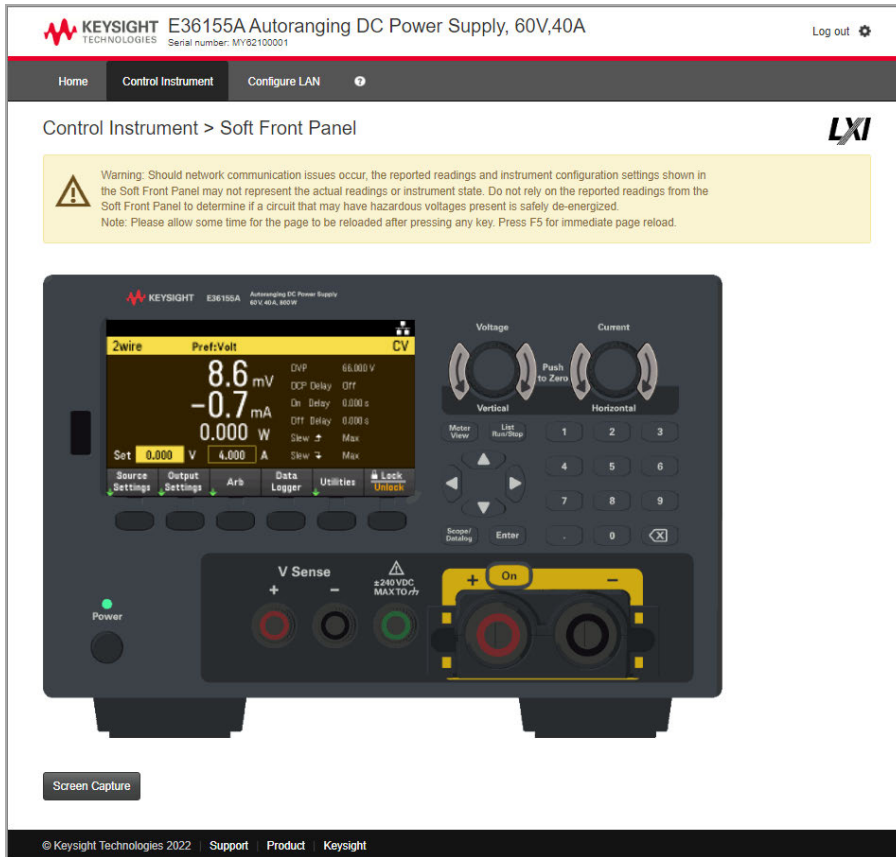 KEYSIGHT
TECHNOLOGIES
E36155A Autoranging DC Power Supply, 60V,40A
Serial number: MY62100001
Log out
Home Control Instrument Configure LAN ?
Control Instrument > Soft Front Panel
LXI
Warning: Should network communication issues occur, the reported readings and instrument configuration settings shown in
the Soft Front Panel may not represent the actual readings or instrument state. Do not rely on the reported readings from the
Soft Front Panel to determine if a circuit that may have hazardous voltages present is safely de-energized.
Note: Please allow some time for the page to be reloaded after pressing any key. Press F5 for immediate page reload.
KEYSIGHT E36155A Autoranging DC Power Supply
60V, 40A, 800W
2wire Pref:Volt CV
8.6 mV
-0.7 mA
0.000 W
OVP 66.000 V
OCP Delay Off
On Delay 0.000 s
Off Delay 0.000 s
Slew Max
Slew Max
Set 0.000 V 4.000 A
Source Settings
Output Settings
Arb
Data Logger
Utilities
Lock
Unlock
Voltage Current
Push
to Zero
Vertical Horizontal
Meter View
List Run/Stop
1 2 3
4 5 6
7 8 9
Scope/
Datalog
Enter
. 0 X
Power
V Sense
+ −
±240 VDC
MAX TO
+ On −
Screen Capture
© Keysight Technologies 2022 | Support | Product | Keysight